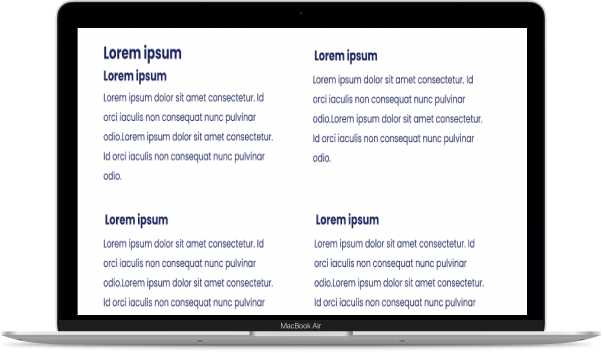 Lorem ipsum
Lorem ipsum
Lorem ipsum dolor sit amet consectetur. Id
orci iaculis non consequat nunc pulvinar
odio.Lorem ipsum dolor sit amet consectetur.
Id orci iaculis non consequat nunc pulvinar
odio.
Lorem ipsum
Lorem ipsum dolor sit amet consectetur. Id
orci iaculis non consequat nunc pulvinar
odio.Lorem ipsum dolor sit amet consectetur.
Id orci iaculis non consequat nunc pulvinar
odio.
Lorem ipsum
Lorem ipsum dolor sit amet consectetur. Id
orci iaculis non consequat nunc pulvinar
odio.Lorem ipsum dolor sit amet consectetur.
Id orci iaculis non consequat nunc pulvinar
Lorem ipsum
Lorem ipsum dolor sit amet consectetur. Id
orci iaculis non consequat nunc pulvinar
odio.Lorem ipsum dolor sit amet consectetur.
Id orci iaculis non consequat nunc pulvinar
MacBook Air